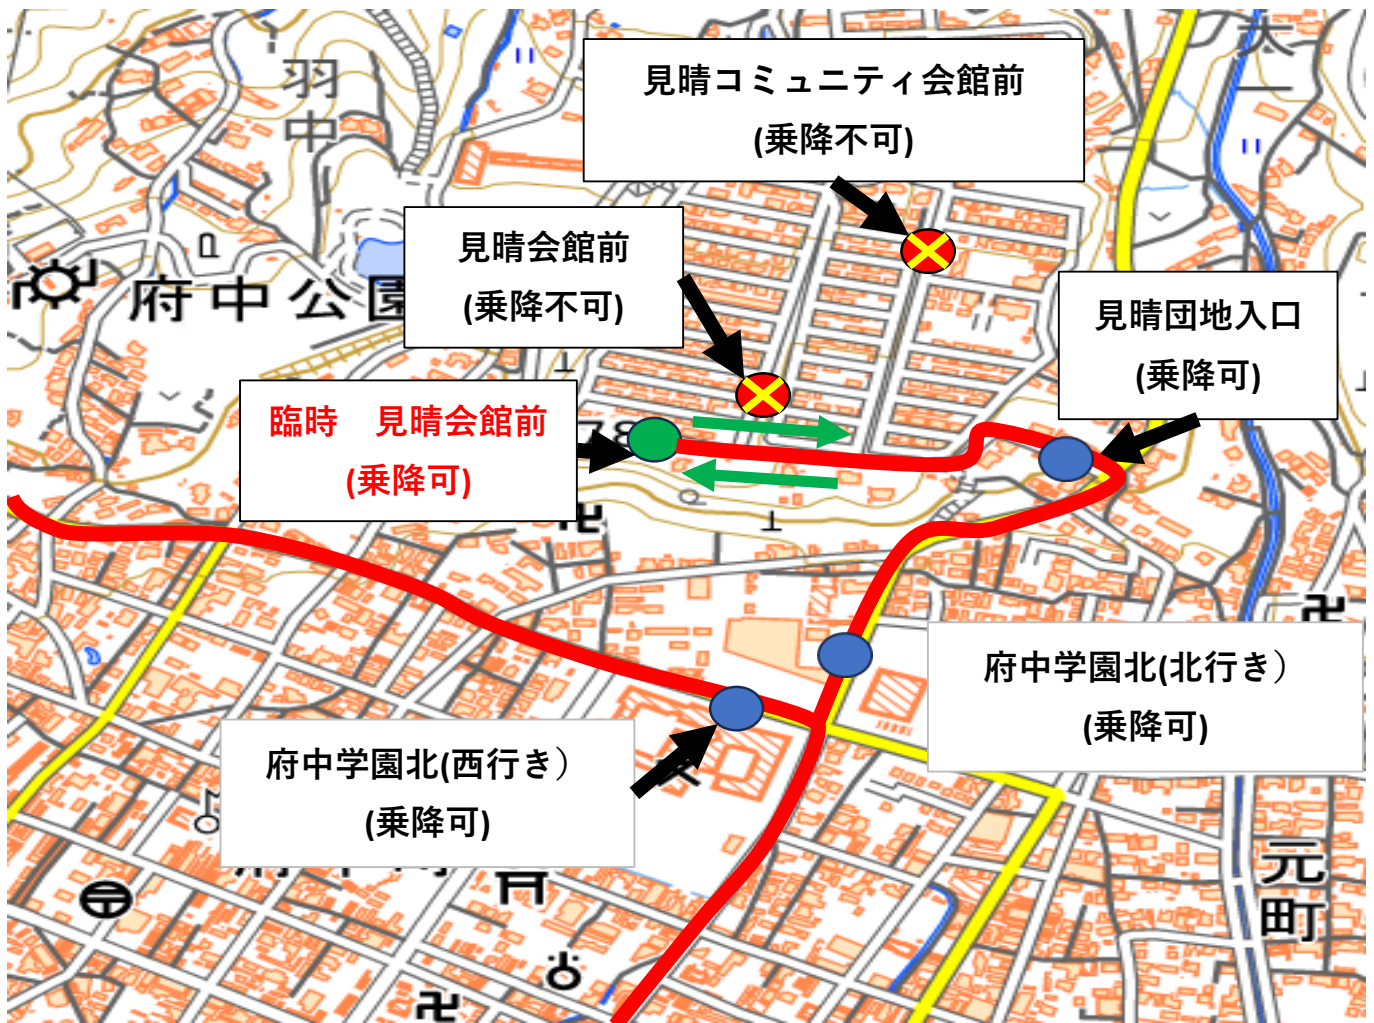 見晴コミュニティ会館前
(乗降不可)
羽中
見晴会館前
(乗降不可)
府中公園
見晴団地入口
(乗降可)
臨時　見晴会館前
(乗降可)
78
府中学園北(北行き）
(乗降可)
府中学園北(西行き）
(乗降可)
文
元町